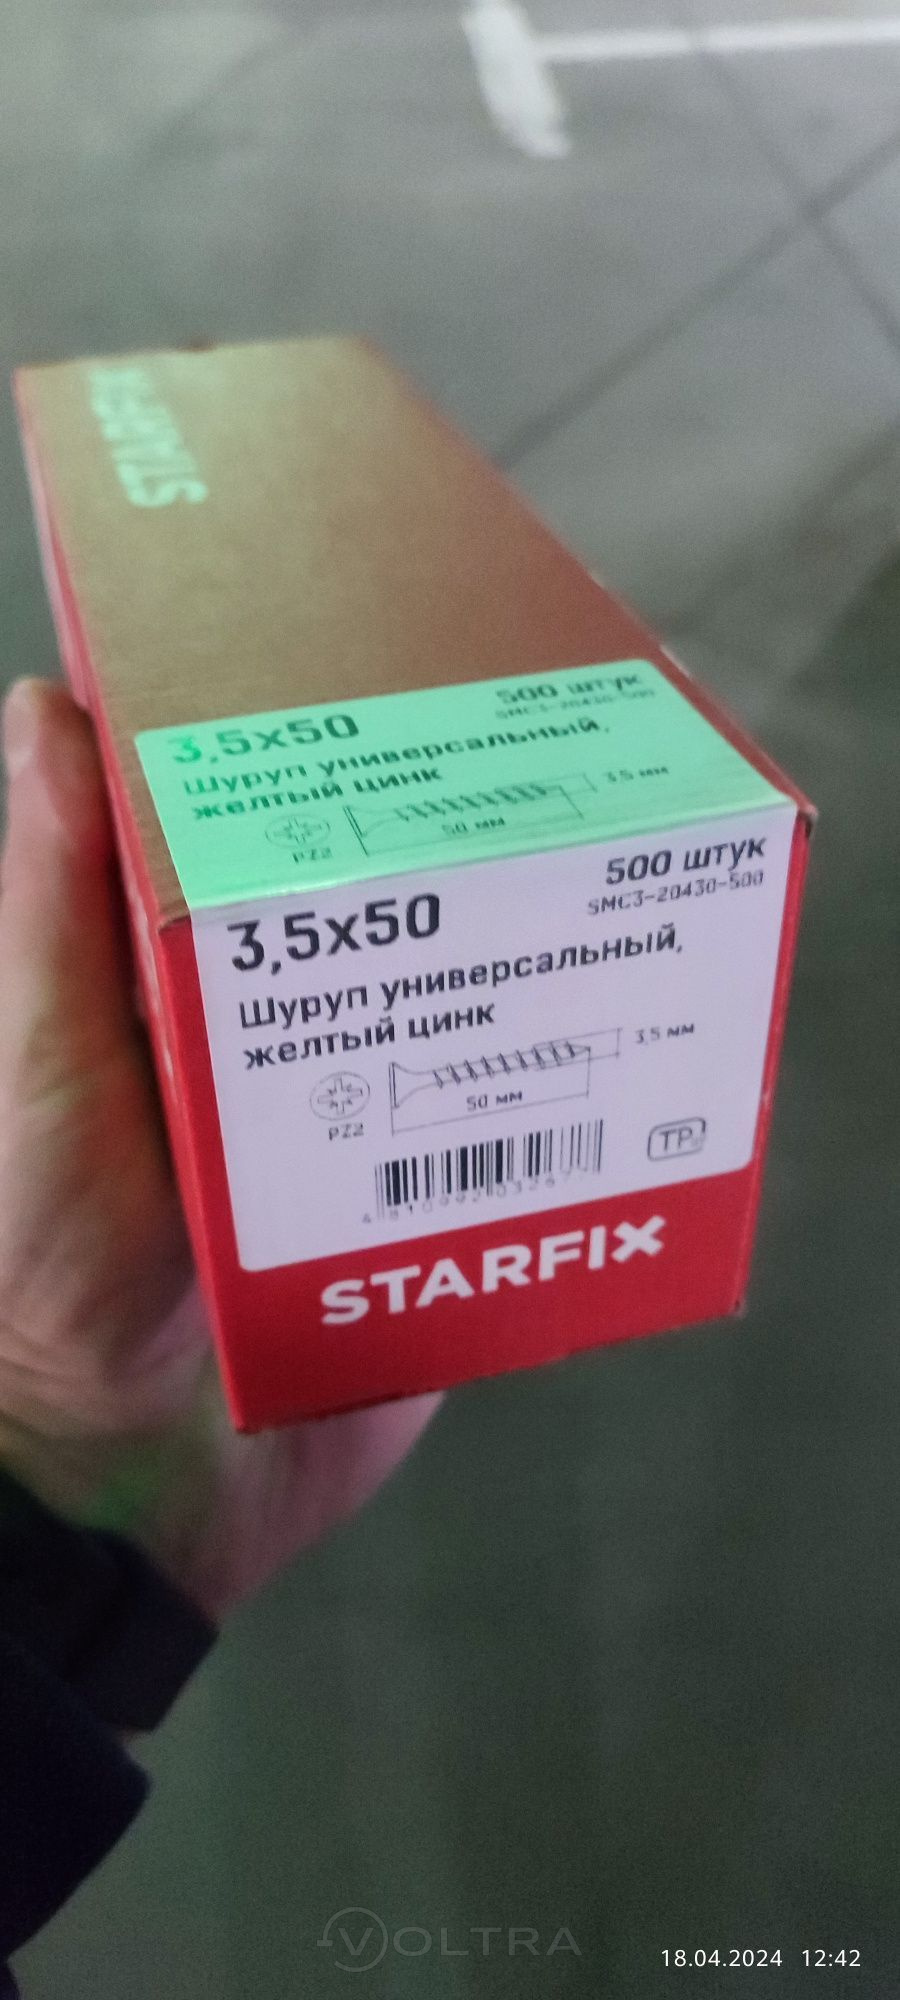 STARFIX
3,5x50
500 штук
SMC3-20430-500
Шуруп универсальный,
желтый цинк
3,5 мм
50 мм
PZ2
3,5x50
500 штук
SMC3-20430-500
Шуруп универсальный,
желтый цинк
3,5 мм
50 мм
PZ2
TP
STARFIX
VOLTRA
18.04.2024 12:42